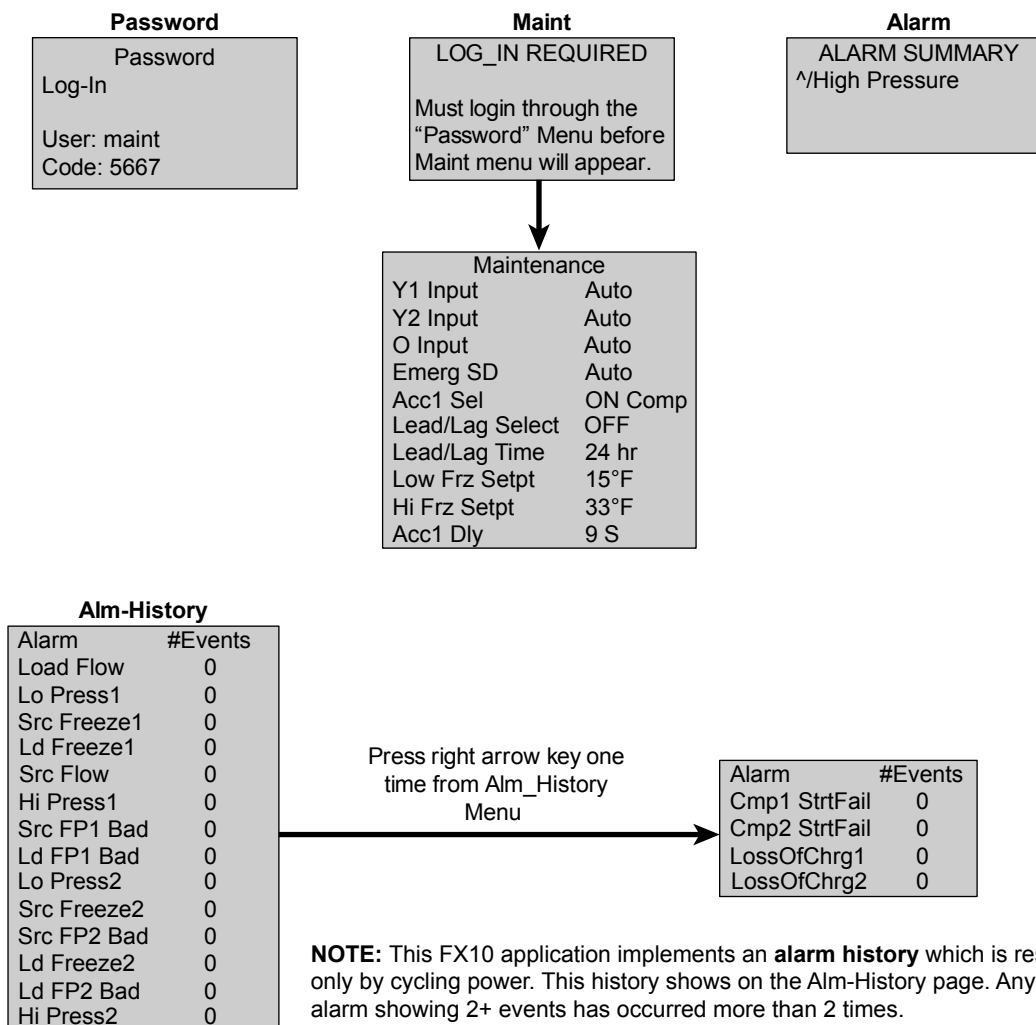 Password
Password
Log-In
User: maint
Code: 5667
Maint
LOG_IN REQUIRED
Must login through the
“Password” Menu before
Maint menu will appear.
Alarm
ALARM SUMMARY
^/High Pressure
Maintenance
Y1 Input Auto
Y2 Input Auto
O Input Auto
Emerg SD Auto
Acc1 Sel ON Comp
Lead/Lag Select OFF
Lead/Lag Time 24 hr
Low Frz Setpt 15°F
Hi Frz Setpt 33°F
Acc1 Dly 9 S
Alm-History
Alarm #Events
Load Flow 0
Lo Press1 0
Src Freeze1 0
Ld Freeze1 0
Src Flow 0
Hi Press1 0
Src FP1 Bad 0
Ld FP1 Bad 0
Lo Press2 0
Src Freeze2 0
Src FP2 Bad 0
Ld Freeze2 0
Ld FP2 Bad 0
Hi Press2 0
Press right arrow key one
time from Alm_History
Menu
Alarm #Events
Cmp1 StrtFail 0
Cmp2 StrtFail 0
LossOfChrg1 0
LossOfChrg2 0
NOTE: This FX10 application implements an alarm history which is
only by cycling power. This history shows on the Alm-History page. Any
alarm showing 2+ events has occurred more than 2 times.